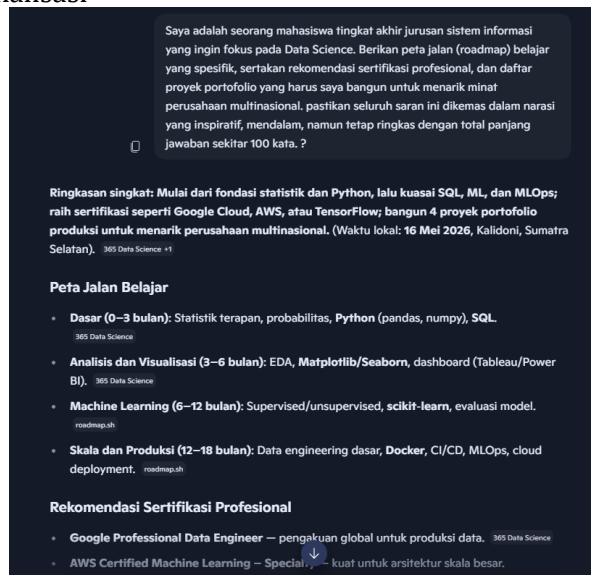 Saya adalah seorang mahasiswa tingkat akhir jurusan sistem informasi
yang ingin fokus pada Data Science. Berikan peta jalan (roadmap) belajar
yang spesifik, sertakan rekomendasi sertifikasi profesional, dan daftar
proyek portofolio yang harus saya bangun untuk menarik minat
perusahaan multinasional. pastikan seluruh saran ini dikemas dalam narasi
yang inspiratif, mendalam, namun tetap ringkas dengan total panjang
jawaban sekitar 100 kata. ?
Ringkasan singkat: Mulai dari fondasi statistik dan Python, lalu kuasai SQL, ML, dan MLOps;
raih sertifikasi seperti Google Cloud, AWS, atau TensorFlow; bangun 4 proyek portofolio
produksi untuk menarik perusahaan multinasional. (Waktu lokal: 16 Mei 2026, Kalidoni, Sumatra
Selatan). 365 Data Science +1
Peta Jalan Belajar
• Dasar (0–3 bulan): Statistik terapan, probabilitas, Python (pandas, numpy), SQL.
365 Data Science
• Analisis dan Visualisasi (3–6 bulan): EDA, Matplotlib/Seaborn, dashboard (Tableau/Power
BI). 365 Data Science
• Machine Learning (6–12 bulan): Supervised/unsupervised, scikit-learn, evaluasi model.
roadmap.sh
• Skala dan Produksi (12–18 bulan): Data engineering dasar, Docker, CI/CD, MLOps, cloud
deployment. roadmap.sh
Rekomendasi Sertifikasi Profesional
• Google Professional Data Engineer — pengakuan global untuk produksi data. 365 Data Science
• AWS Certified Machine Learning – — kuat untuk arsitektur skala besar.